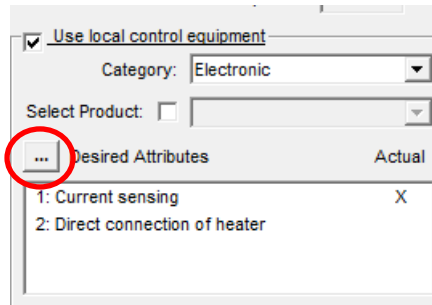 Use local control equipment
Category: Electronic
Select Product:
... Desired Attributes Actual
1: Current sensing X
2: Direct connection of heater